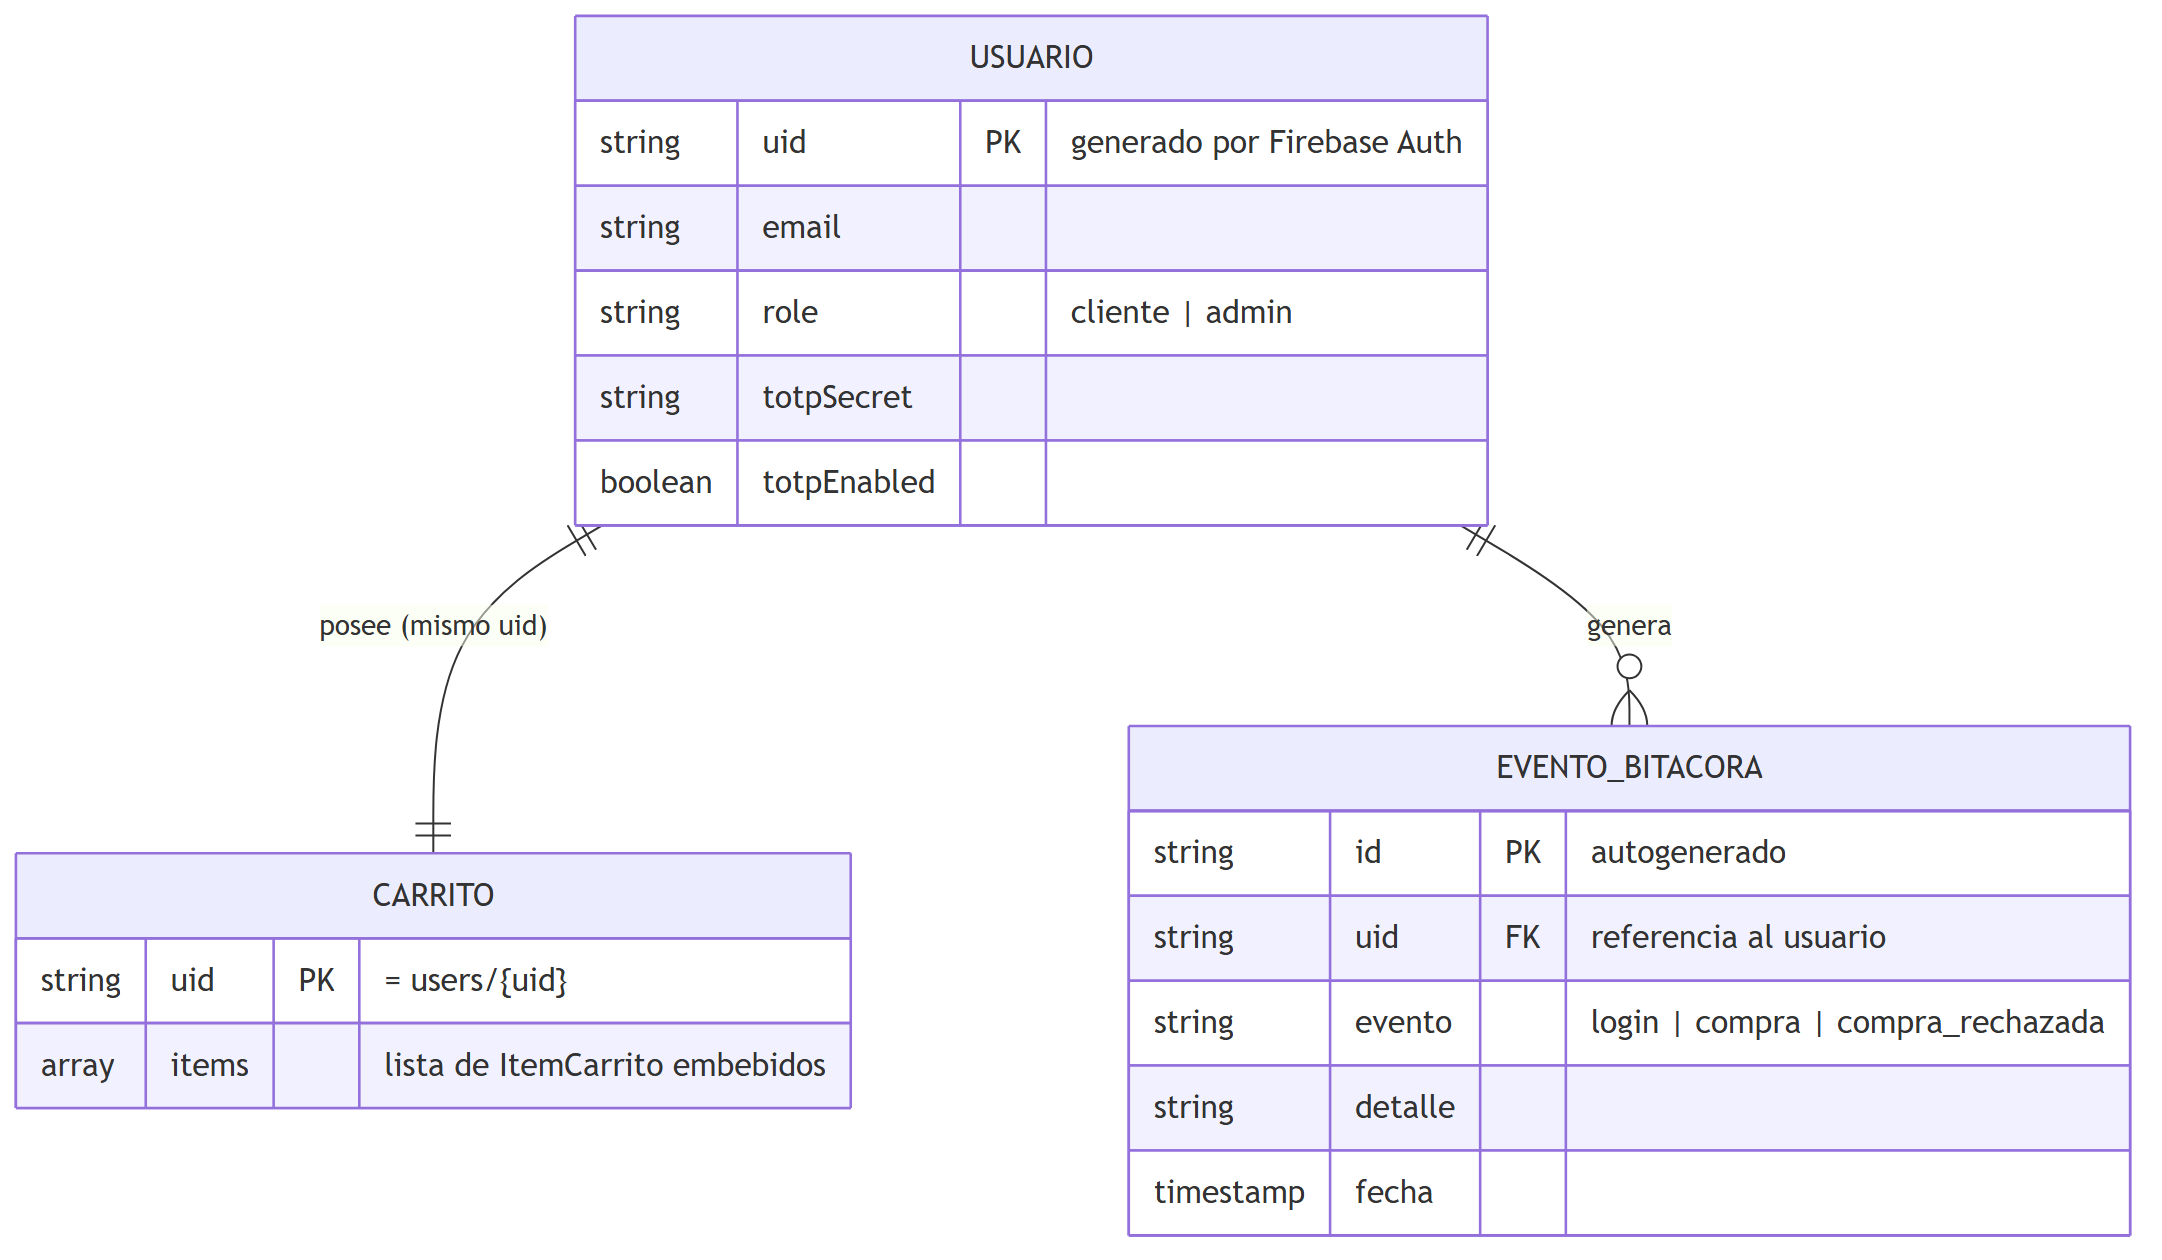 USUARIO
string uid PK generado por Firebase Auth
string email
string role cliente | admin
string totpSecret
boolean totpEnabled
posee (mismo uid)
genera
EVENTO_BITACORA
string id PK autogenerado
string uid FK referencia al usuario
string evento login | compra | compra_rechazada
string detalle
timestamp fecha
CARRITO
string uid PK = users/{uid}
array items lista de ItemCarrito embebidos